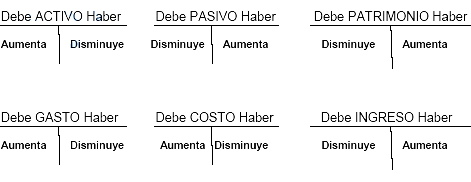 Debe ACTIVO Haber
Aumenta Disminuye
Debe PASIVO Haber
Disminuye Aumenta
Debe PATRIMONIO Haber
Disminuye Aumenta
Debe GASTO Haber
Aumenta Disminuye
Debe COSTO Haber
Aumenta Disminuye
Debe INGRESO Haber
Disminuye Aumenta